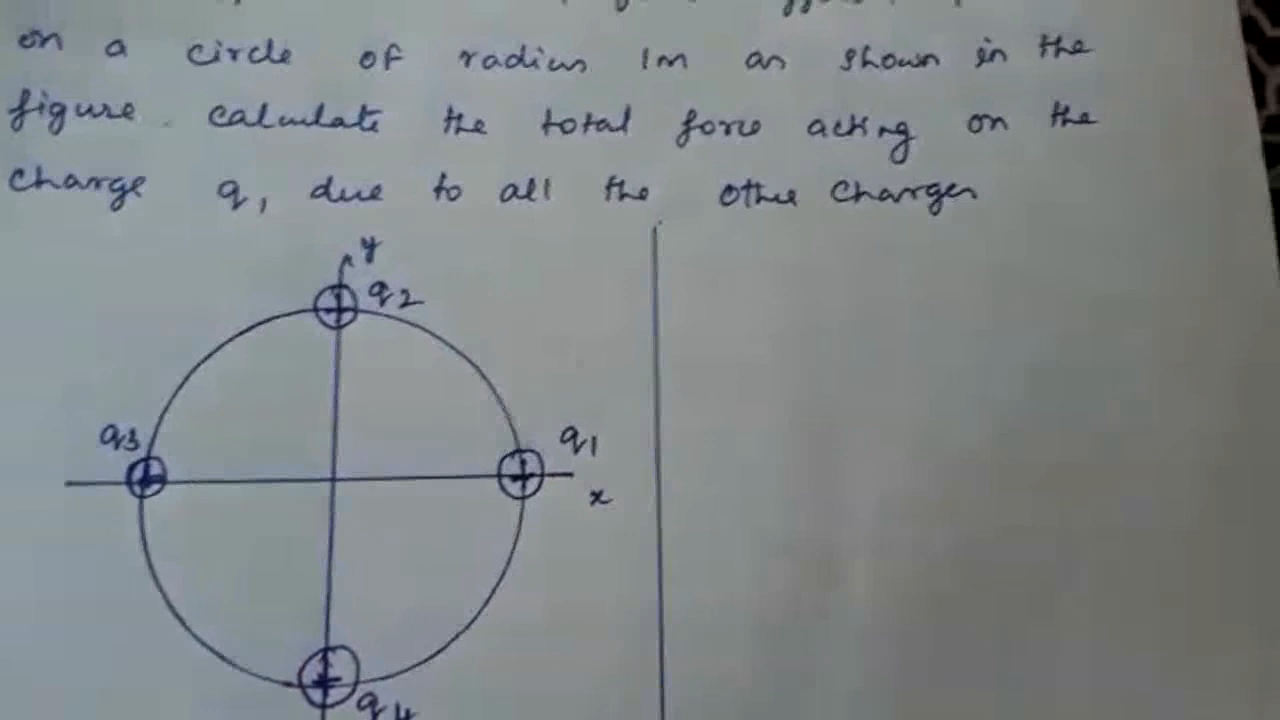 on a circle of radius 1m as shown in the
figure. calculate the total force acting on the
charge q, due to all the other charges
y
q2
q3
q1
x
q4